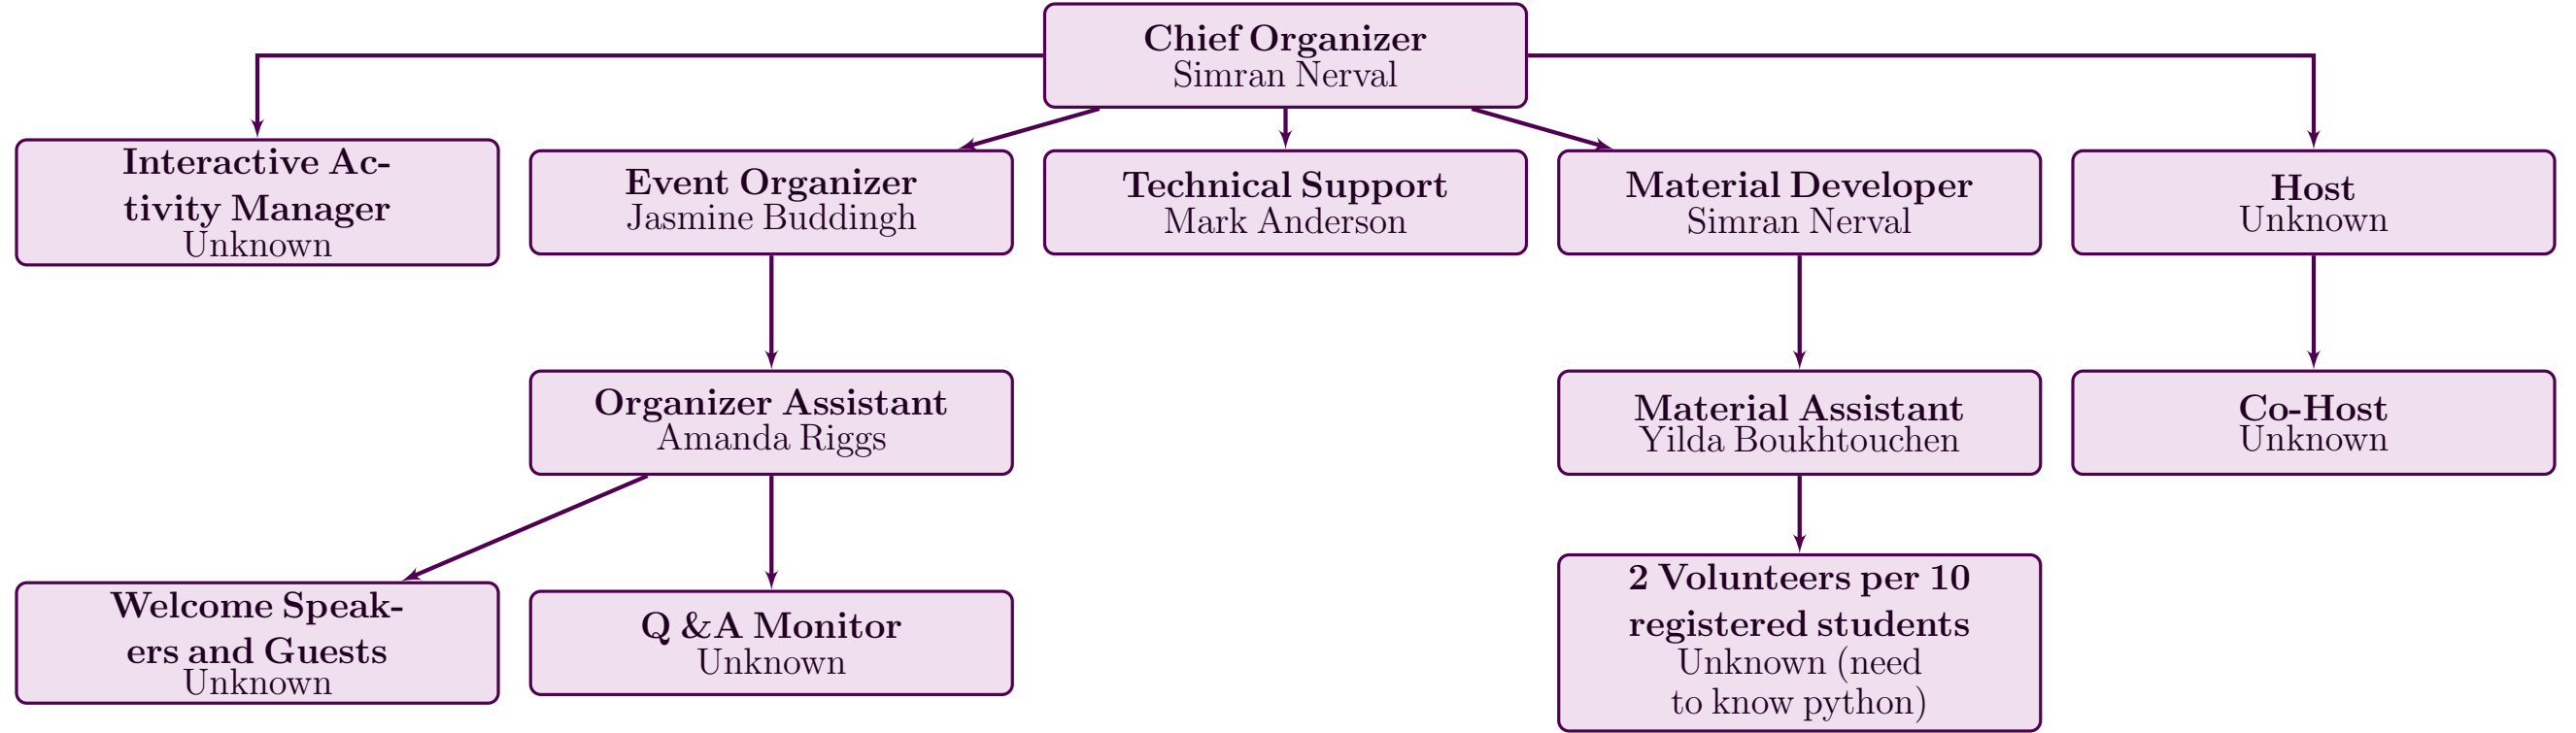 Chief Organizer
Simran Nerval
Interactive Ac-
tivity Manager
Unknown
Event Organizer
Jasmine Buddingh
Technical Support
Mark Anderson
Material Developer
Simran Nerval
Host
Unknown
Organizer Assistant
Amanda Riggs
Material Assistant
Yilda Boukhtouchen
Co-Host
Unknown
Welcome Speak-
ers and Guests
Unknown
Q &A Monitor
Unknown
2 Volunteers per 10
registered students
Unknown (need
to know python)